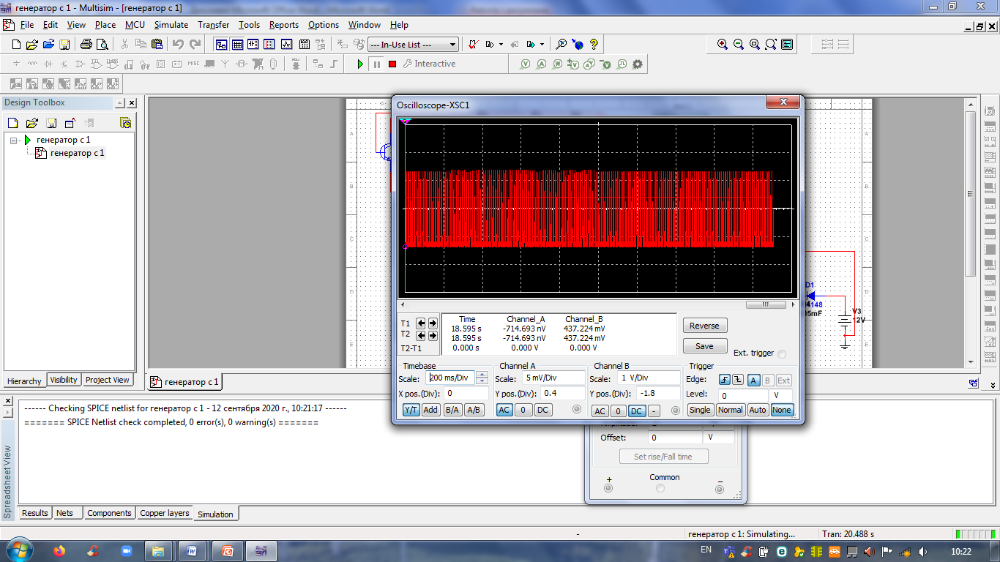 генератор с 1 - Multisim - [генератор с 1]
File Edit View Place MCU Simulate Transfer Tools Reports Options Window Help
--- In-Use List ---
Interactive
Design Toolbox
генератор с 1
генератор с 1
Hierarchy Visibility Project View
Oscilloscope-XSC1
T1
T2
T2-T1
Time Channel_A Channel_B
18.595 s -714.693 nV 437.224 mV
18.595 s -714.693 nV 437.224 mV
0.000 s 0.000 V 0.000 V
Reverse
Save
Ext. trigger
Timebase
Scale: 200 ms/Div
X pos.(Div): 0
Y/T Add B/A A/B
Channel A
Scale: 5 mV/Div
Y pos.(Div): 0.4
AC 0 DC
Channel B
Scale: 1 V/Div
Y pos.(Div): -1.8
AC 0 DC -
Trigger
Edge: A B Ext
Level: 0 V
Single Normal Auto None
D1
V3
12V
Offset: 0 V
Set rise/Fall time
+ Common −
генератор с 1
------ Checking SPICE netlist for генератор с 1 - 12 сентября 2020 г., 10:21:17 ------
======= SPICE Netlist check completed, 0 error(s), 0 warning(s) =======
Spreadsheet View
Results Nets Components Copper layers Simulation
- генератор с 1: Simulating... Tran: 20.488 s
EN 10:22